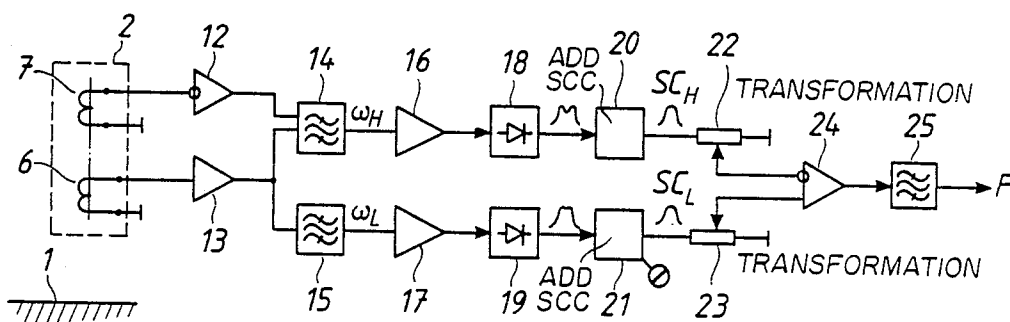 2
7
12
14
16
18
ADD
SCC
20
SC_H
22
TRANSFORMATION
ω_H
24
25
F
6
13
ω_L
SC_L
1
15
17
19
ADD
SCC
21
23
TRANSFORMATION